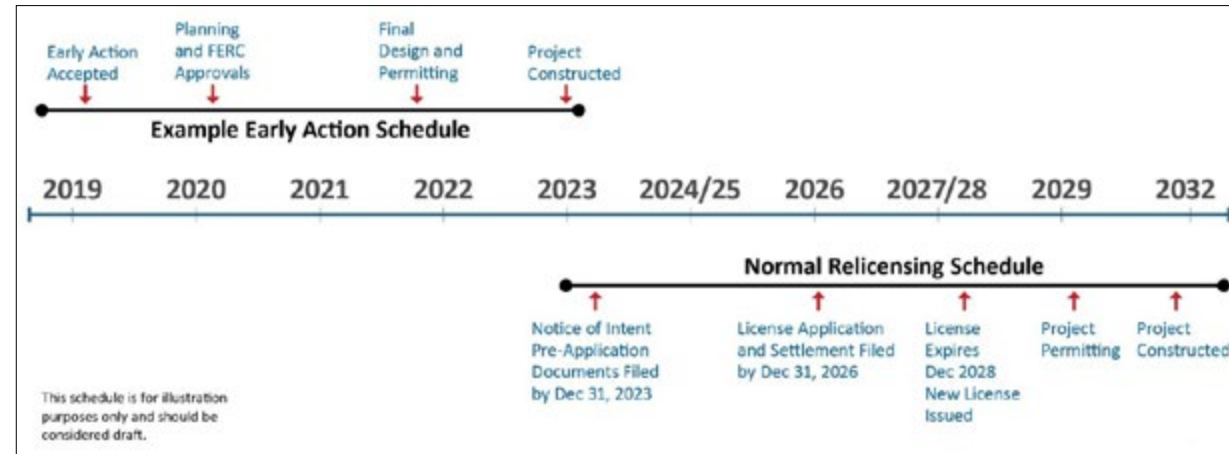 Early Action
Accepted
Planning
and FERC
Approvals
Final
Design and
Permitting
Project
Constructed
Example Early Action Schedule
2019 2020 2021 2022 2023 2024/25 2026 2027/28 2029 2032
Normal Relicensing Schedule
Notice of Intent
Pre-Application
Documents Filed
by Dec 31, 2023
License Application
and Settlement Filed
by Dec 31, 2026
License
Expires
Dec 2028
New License
Issued
Project
Permitting
Project
Constructed
This schedule is for illustration
purposes only and should be
considered draft.